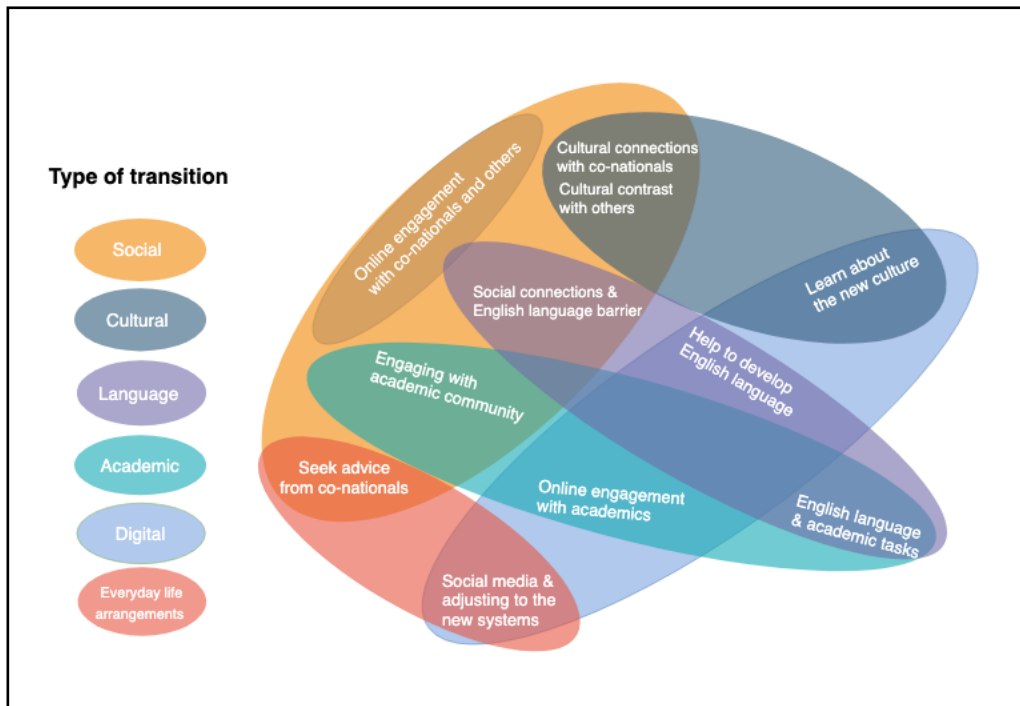 Type of transition
Social
Cultural
Language
Academic
Digital
Everyday life
arrangements
Online engagement
with co-nationals and others
Cultural connections
with co-nationals
Cultural contrast
with others
Learn about
the new culture
Social connections &
English language barrier
Help to develop
English language
Engaging with
academic community
Seek advice
from co-nationals
Online engagement
with academics
English language
& academic tasks
Social media &
adjusting to the
new systems